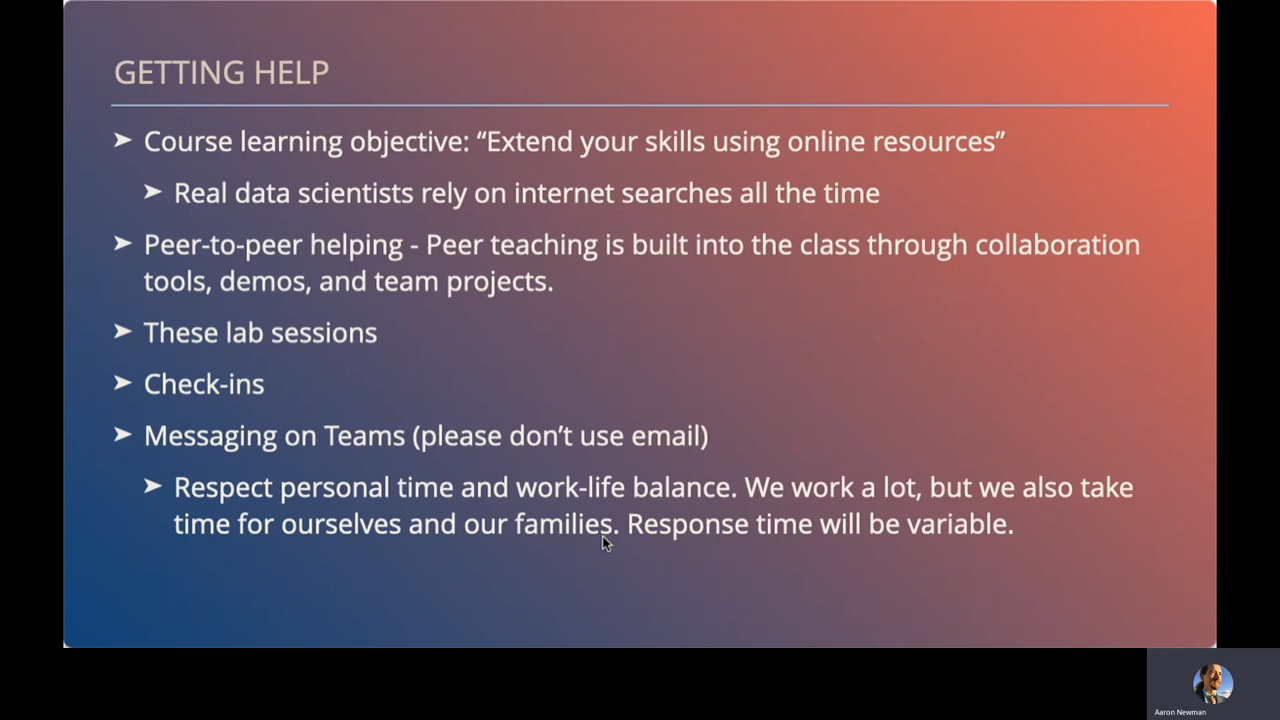 GETTING HELP
➤ Course learning objective: “Extend your skills using online resources”
➤ Real data scientists rely on internet searches all the time
➤ Peer-to-peer helping - Peer teaching is built into the class through collaboration
tools, demos, and team projects.
➤ These lab sessions
➤ Check-ins
➤ Messaging on Teams (please don’t use email)
➤ Respect personal time and work-life balance. We work a lot, but we also take
time for ourselves and our families. Response time will be variable.
Aaron Newman